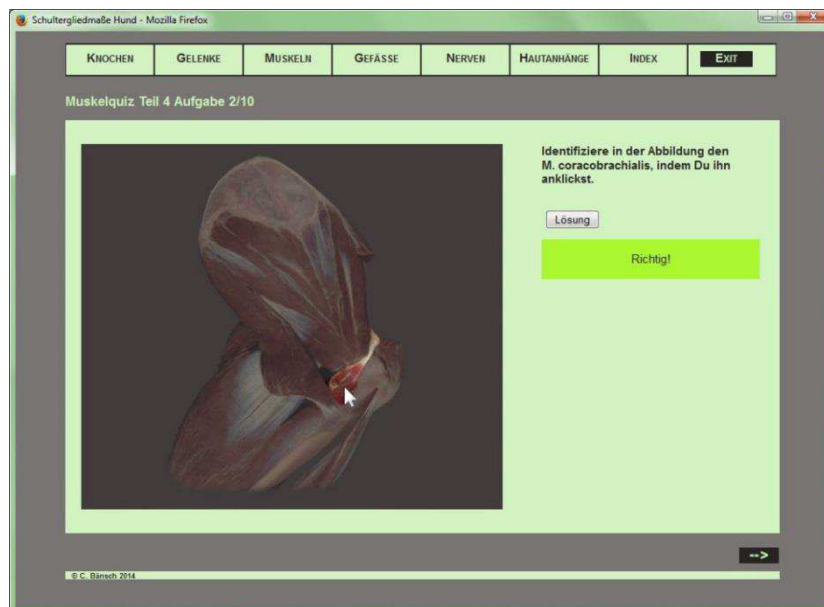 Schultergliedmaße Hund - Mozilla Firefox
KNOCHEN GELENKE MUSKELN GEFÄSSE NERVEN HAUTANHÄNGE INDEX EXIT
Muskelquiz Teil 4 Aufgabe 2/10
Identifiziere in der Abbildung den
M. coracobrachialis, indem Du ihn
anklickst.
Lösung
Richtig!
-->
© C. Bänsch 2014